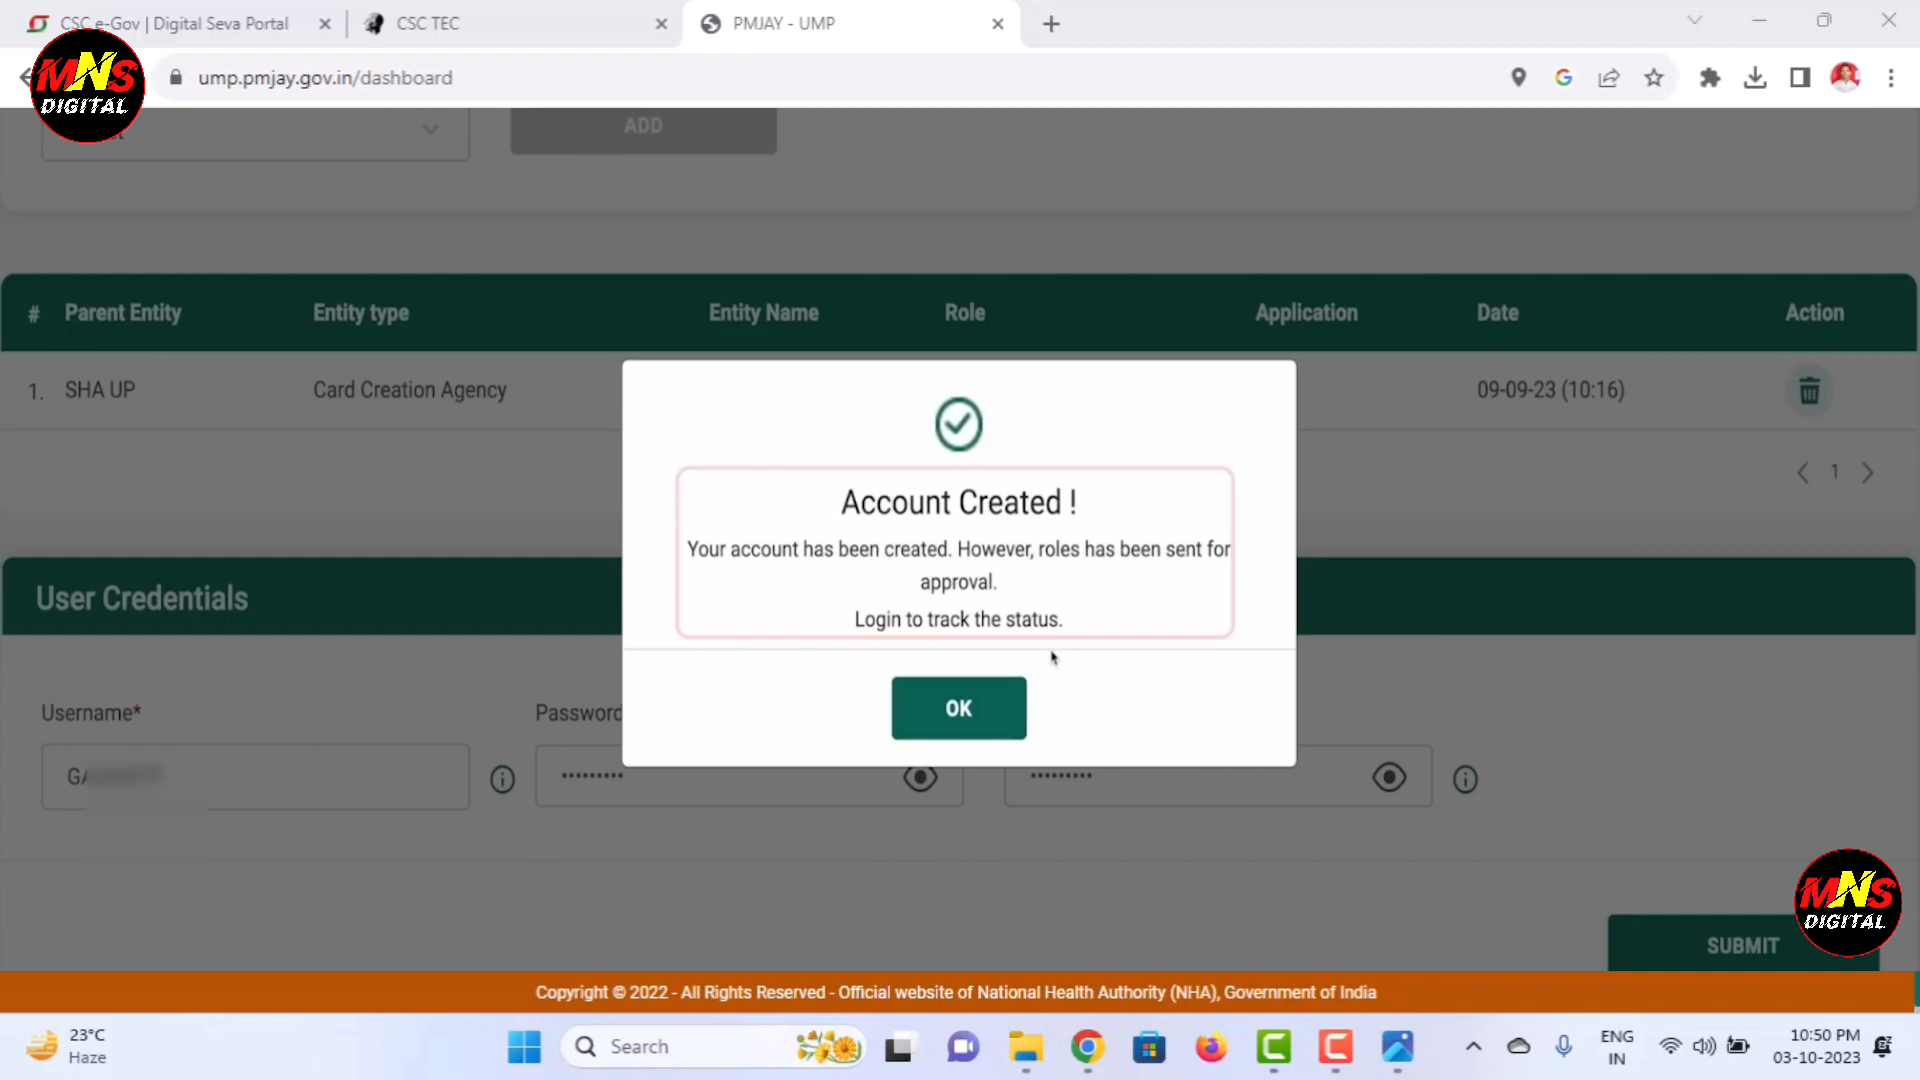 CSC e-Gov | Digital Seva Portal
CSC TEC
PMJAY - UMP
ump.pmjay.gov.in/dashboard
MNS
DIGITAL
ADD
# Parent Entity Entity type Entity Name Role Application Date Action
1. SHA UP Card Creation Agency 09-09-23 (10:16)
1
Account Created !
Your account has been created. However, roles has been sent for
approval.
Login to track the status.
OK
User Credentials
Username*
Password
GA
MNS
DIGITAL
SUBMIT
Copyright © 2022 - All Rights Reserved - Official website of National Health Authority (NHA), Government of India
23°C
Haze
Search
ENG
IN
10:50 PM
03-10-2023